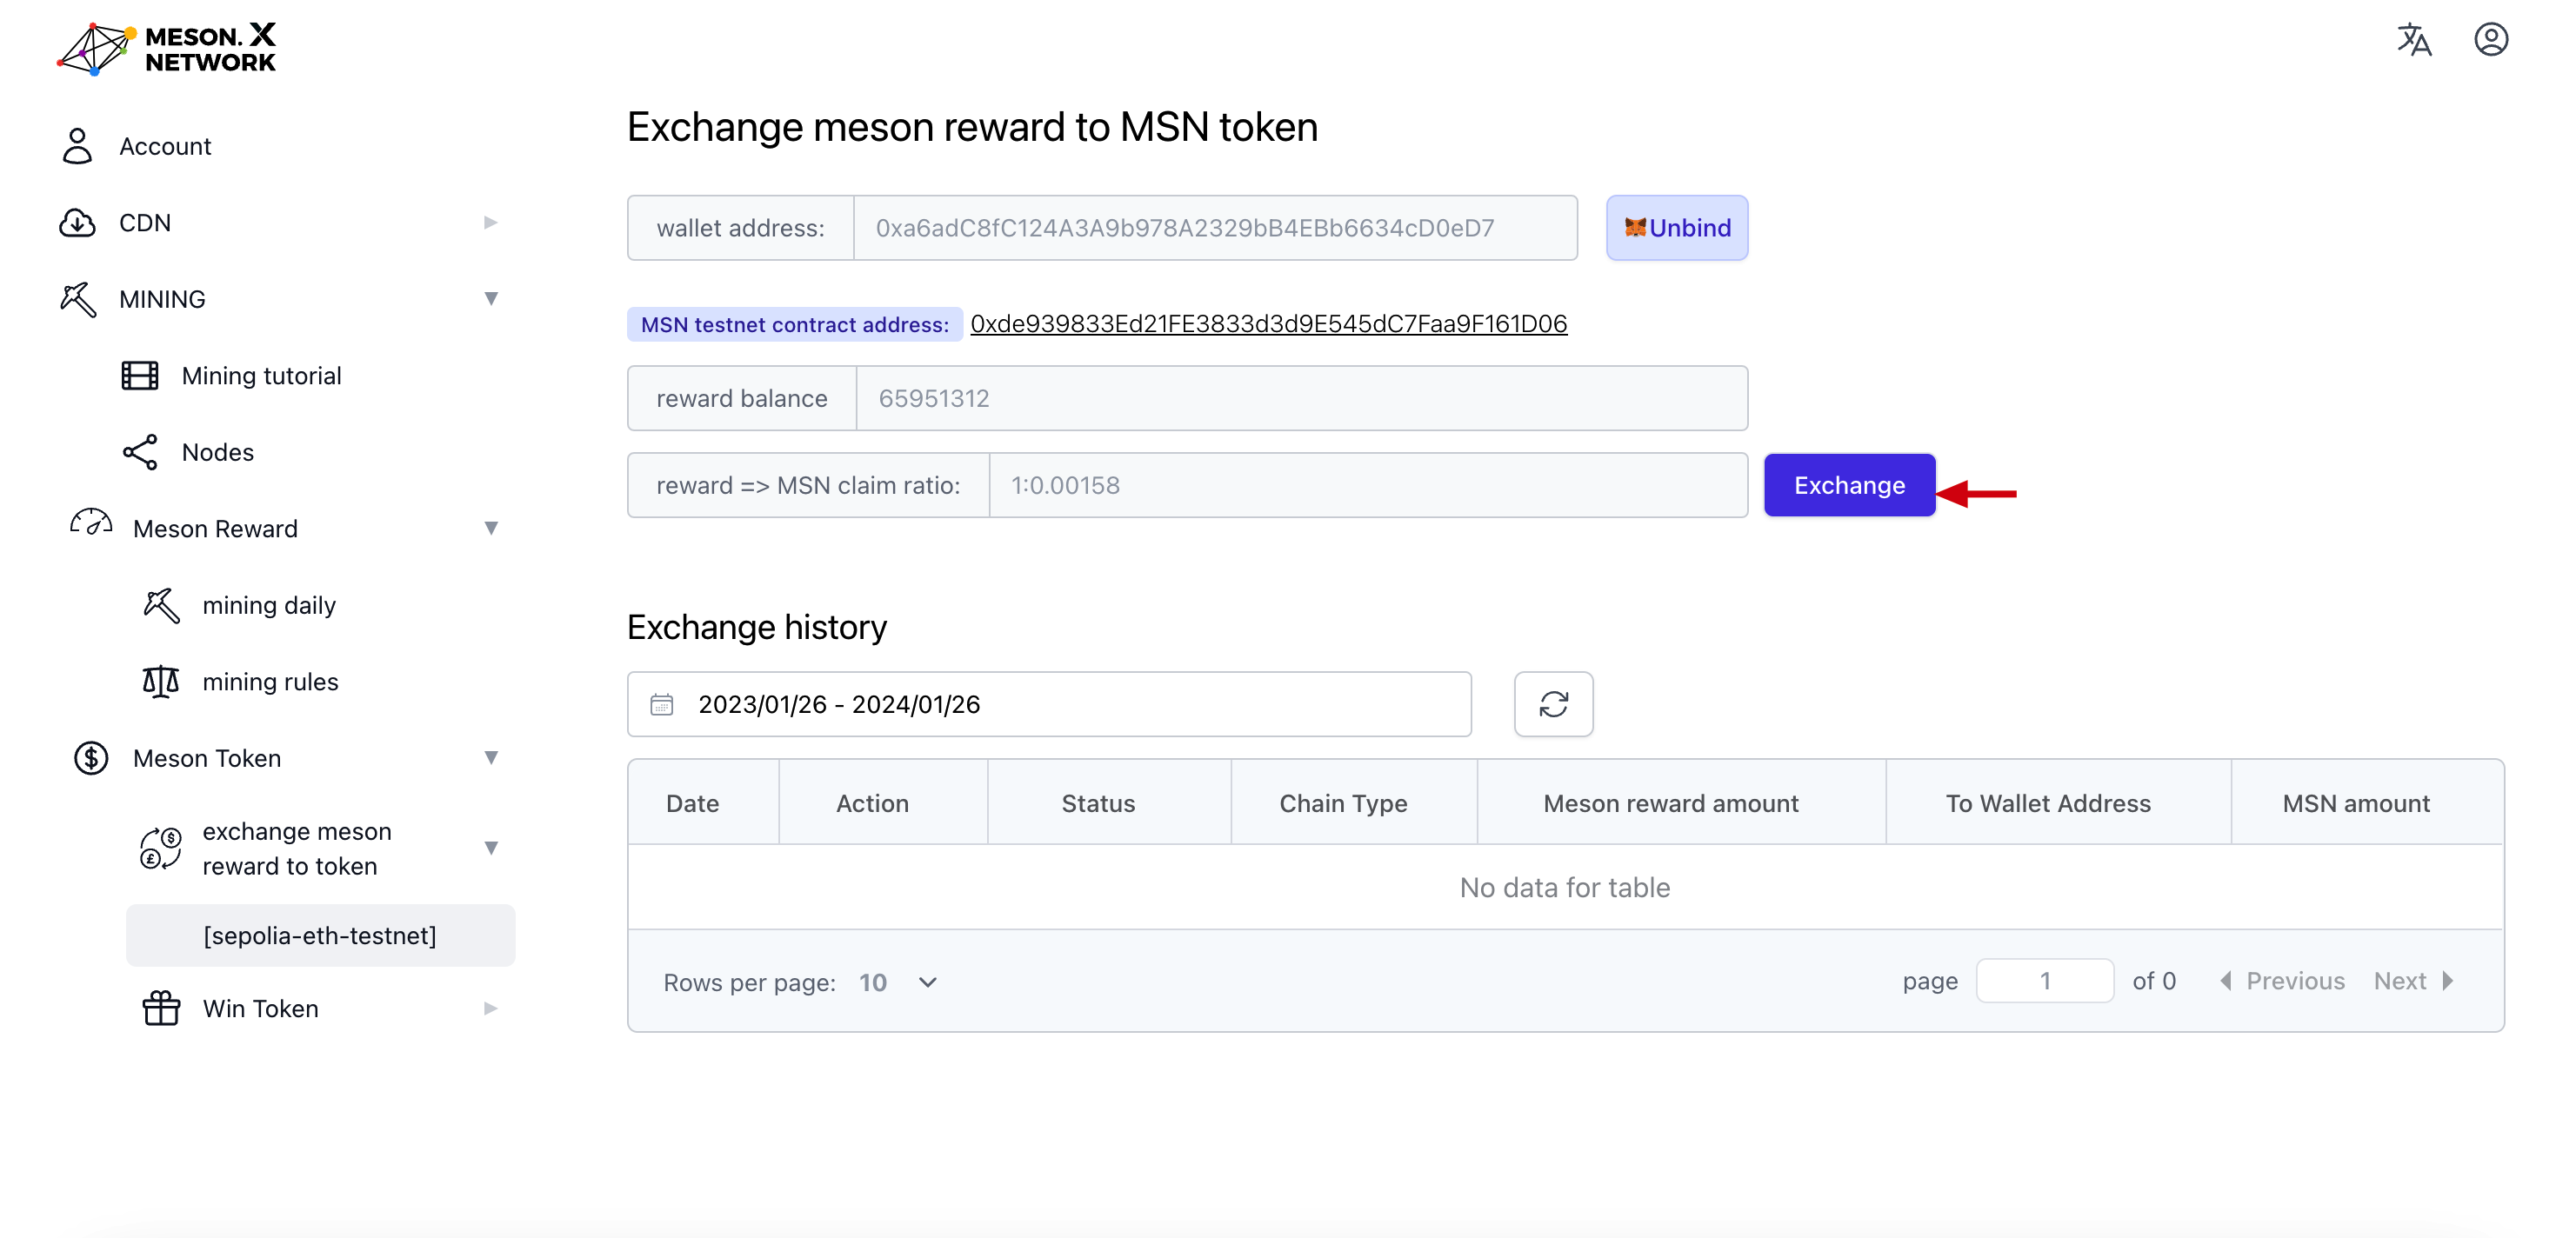 MESON. X
NETWORK
Account
CDN
MINING
Mining tutorial
Nodes
Meson Reward
mining daily
mining rules
Meson Token
exchange meson
reward to token
[sepolia-eth-testnet]
Win Token
Exchange meson reward to MSN token
wallet address: 0xa6adC8fC124A3A9b978A2329bB4EBb6634cD0eD7 Unbind
MSN testnet contract address: 0xde939833Ed21FE3833d3d9E545dC7Faa9F161D06
reward balance 65951312
reward => MSN claim ratio: 1:0.00158 Exchange
Exchange history
2023/01/26 - 2024/01/26
Date Action Status Chain Type Meson reward amount To Wallet Address MSN amount
No data for table
Rows per page: 10 page 1 of 0 Previous Next